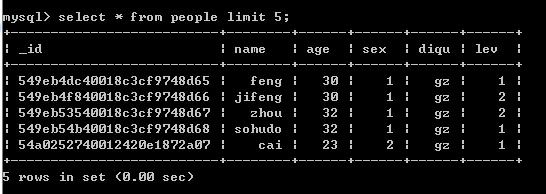 mysql> select * from people limit 5;
+--------------------------+--------+------+------+------+------+
¦ _id ¦ name ¦ age ¦ sex ¦ diqu ¦ lev ¦
+--------------------------+--------+------+------+------+------+
¦ 549eb4dc40018c3cf9748d65 ¦ feng ¦ 30 ¦ 1 ¦ gz ¦ 1 ¦
¦ 549eb4f840018c3cf9748d66 ¦ jifeng ¦ 30 ¦ 1 ¦ gz ¦ 2 ¦
¦ 549eb53540018c3cf9748d67 ¦ zhou ¦ 32 ¦ 1 ¦ gz ¦ 2 ¦
¦ 549eb54b40018c3cf9748d68 ¦ sohudo ¦ 32 ¦ 1 ¦ gz ¦ 1 ¦
¦ 54a0252740012420e1872a07 ¦ cai ¦ 23 ¦ 2 ¦ gz ¦ 1 ¦
+--------------------------+--------+------+------+------+------+
5 rows in set (0.00 sec)